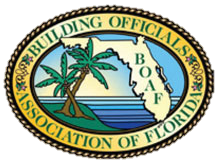 BUILDING OFFICIALS
BOAF
ASSOCIATION OF FLORIDA